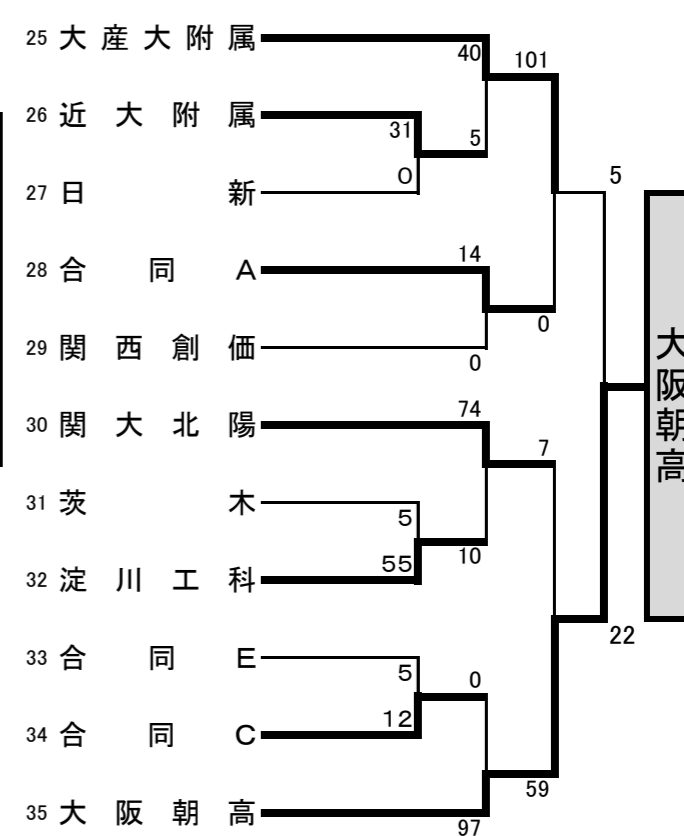 25 大産大附属
40
101
26 近大附属
31
5
27 日新
0
5
28 合同A
14
0
29 関西創価
0
大阪朝高
30 関大北陽
74
7
31 茨木
5
32 淀川工科
55
10
22
33 合同E
5
0
34 合同C
12
59
35 大阪朝高
97